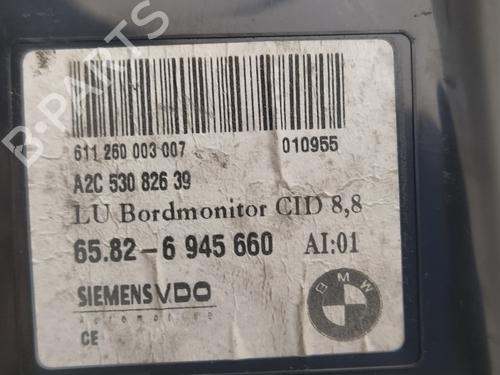 B-PARTS
611 260 003 007 010955
A2C 530 826 39
LU Bordmonitor CID 8,8
65.82- 6 945 660 AI:01
SIEMENS VDO
Automotive
CE
BMW